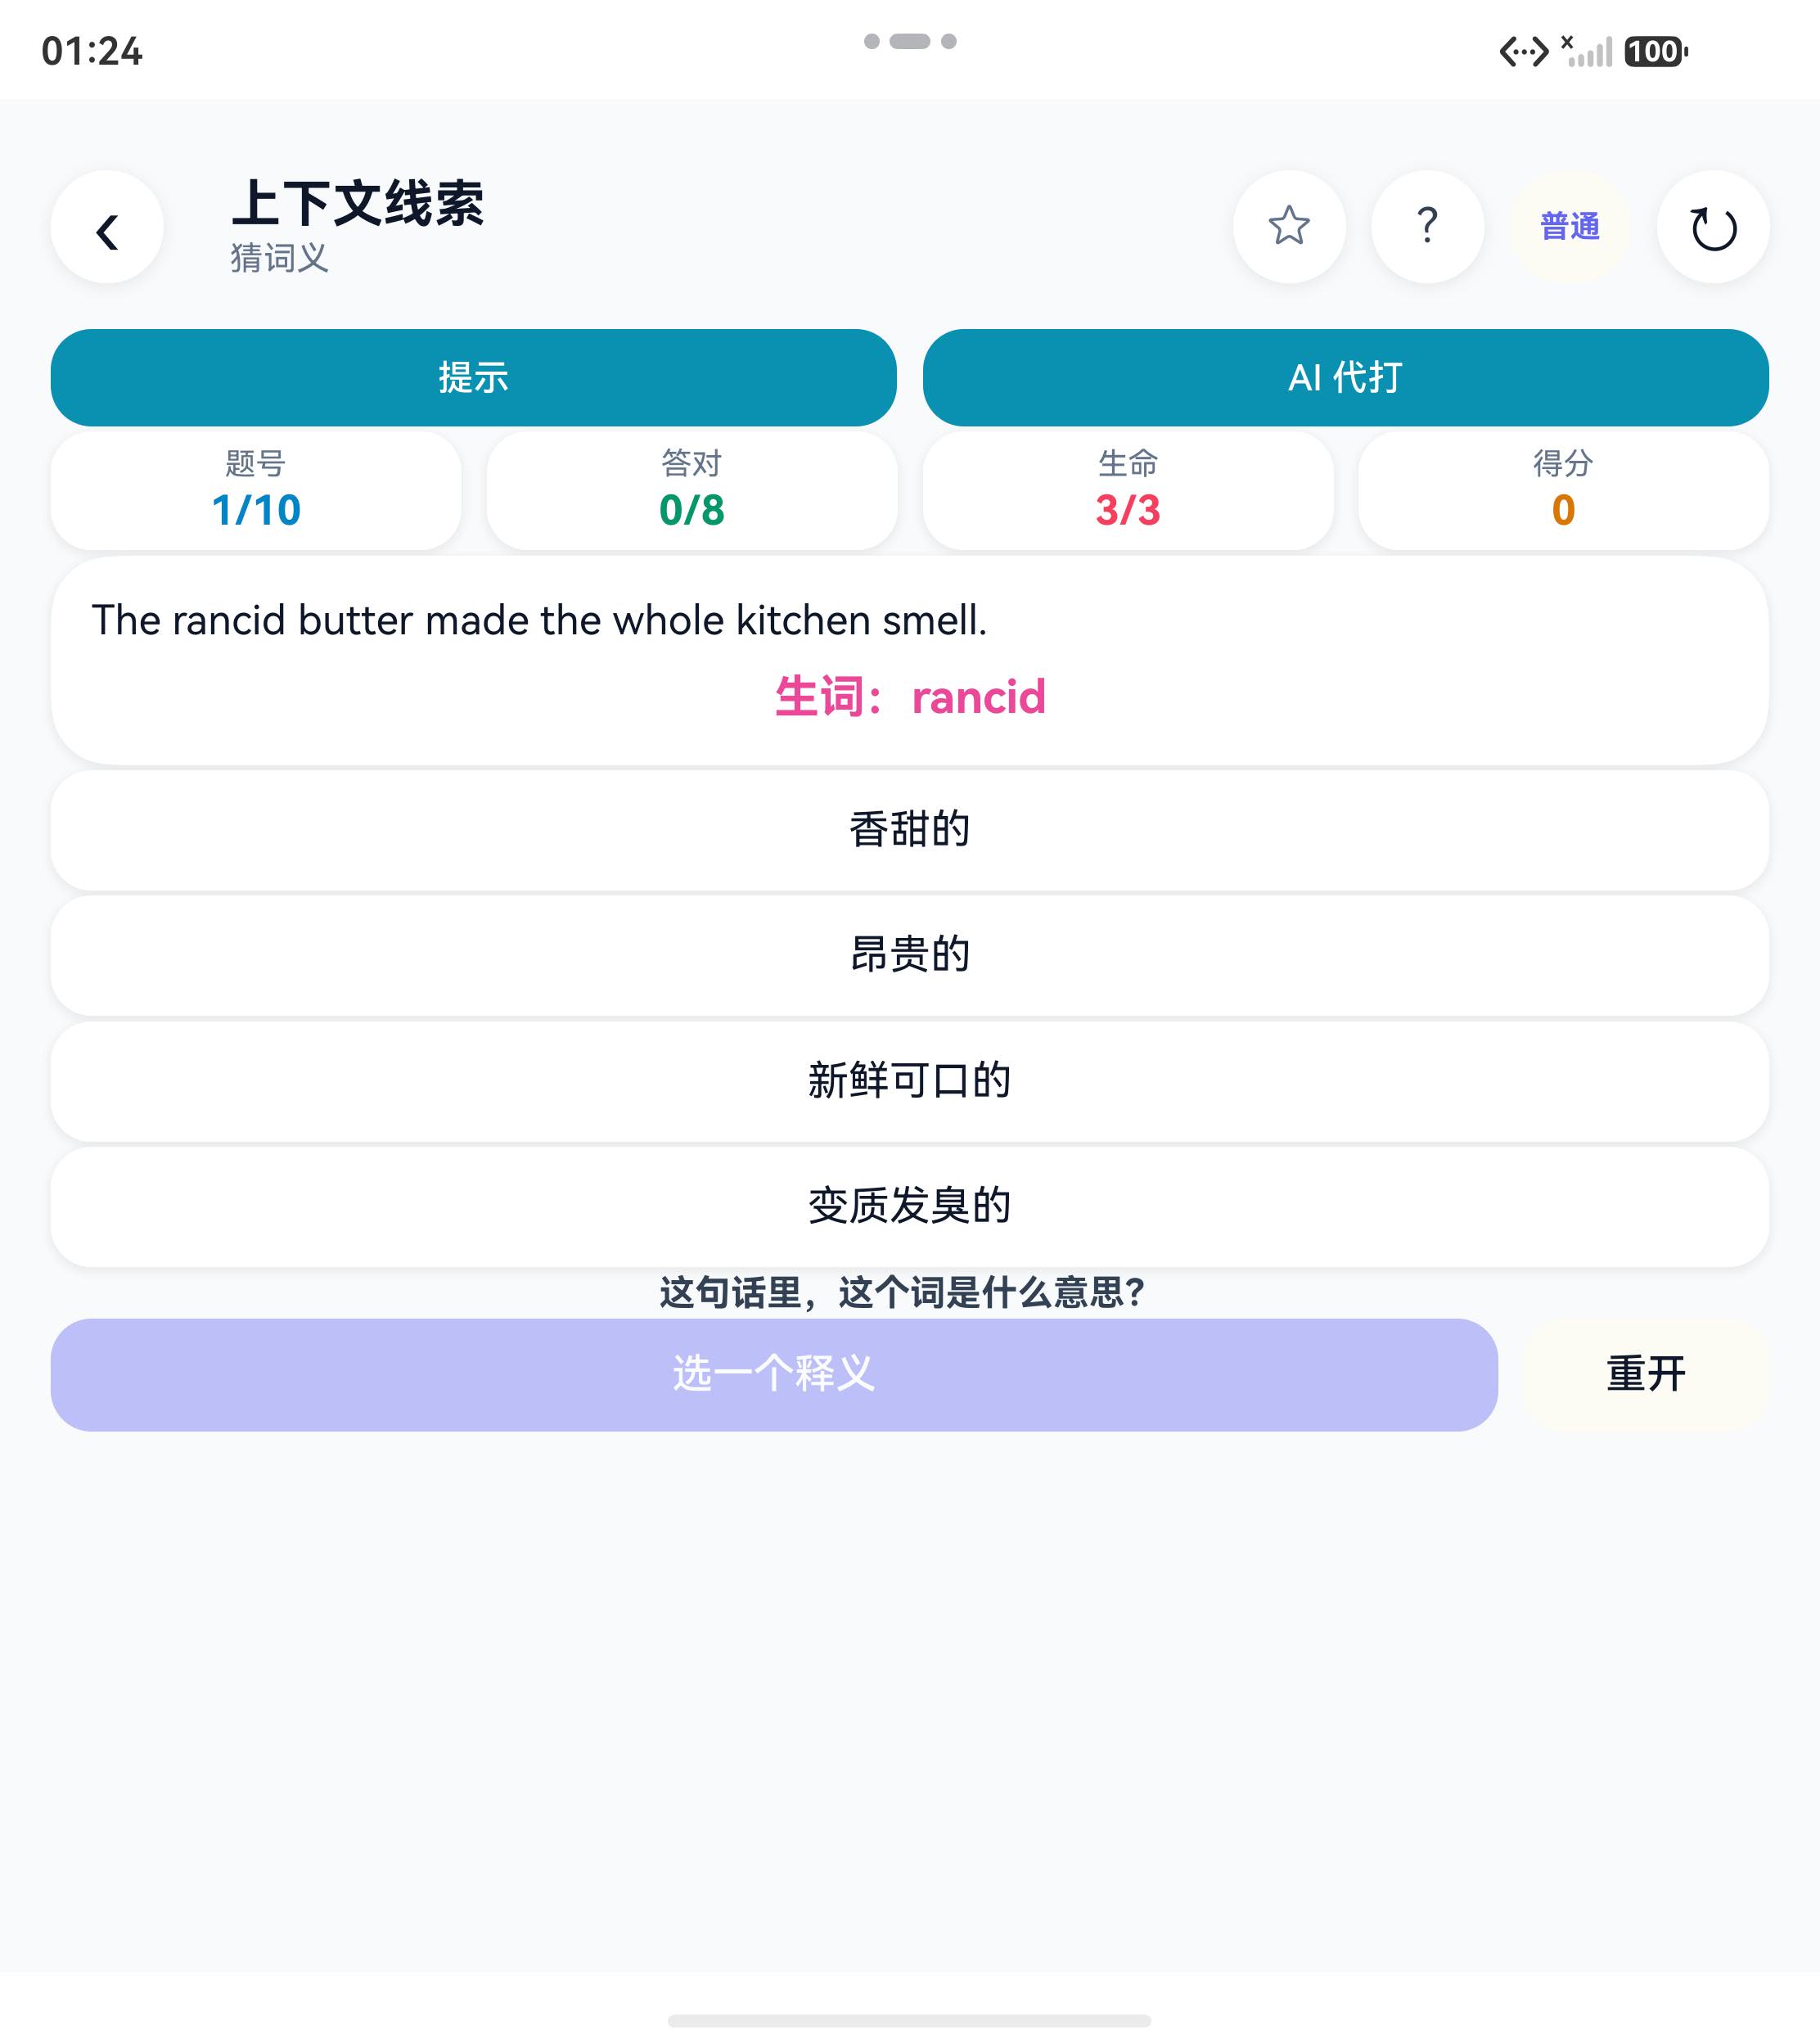 01:24
100
上下文线索
猜词义
?
普通
提示
AI 代打
题号
1/10
答对
0/8
生命
3/3
得分
0
The rancid butter made the whole kitchen smell.
生词： rancid
香甜的
昂贵的
新鲜可口的
变质发臭的
这句话里，这个词是什么意思？
选一个释义
重开